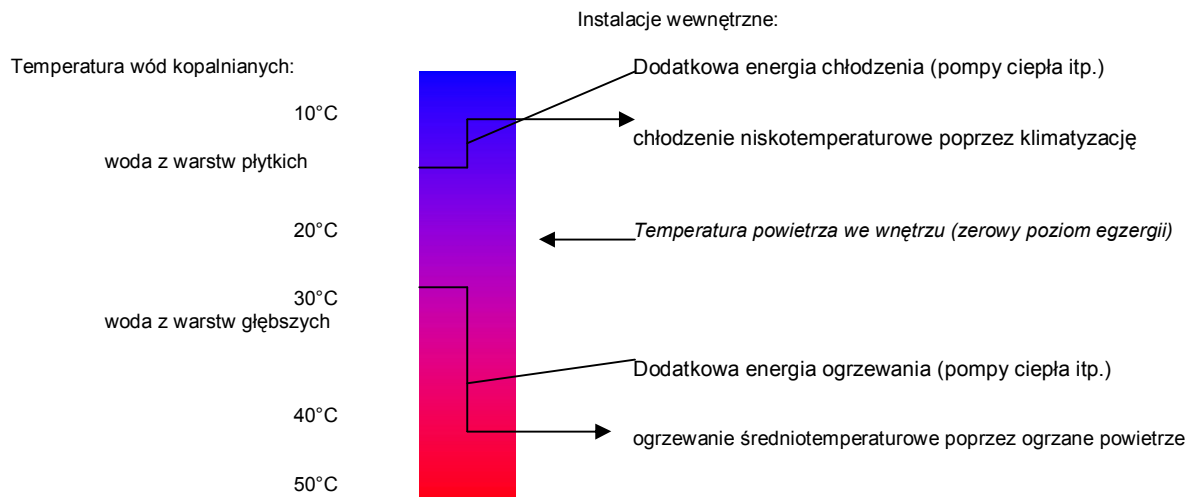 Instalacje wewnętrzne:
Temperatura wód kopalnianych:
Dodatkowa energia chłodzenia (pompy ciepła itp.)
10°C
chłodzenie niskotemperaturowe poprzez klimatyzację
woda z warstw płytkich
20°C
Temperatura powietrza we wnętrzu (zerowy poziom egzergii)
30°C
woda z warstw głębszych
Dodatkowa energia ogrzewania (pompy ciepła itp.)
40°C
ogrzewanie średniotemperaturowe poprzez ogrzane powietrze
50°C